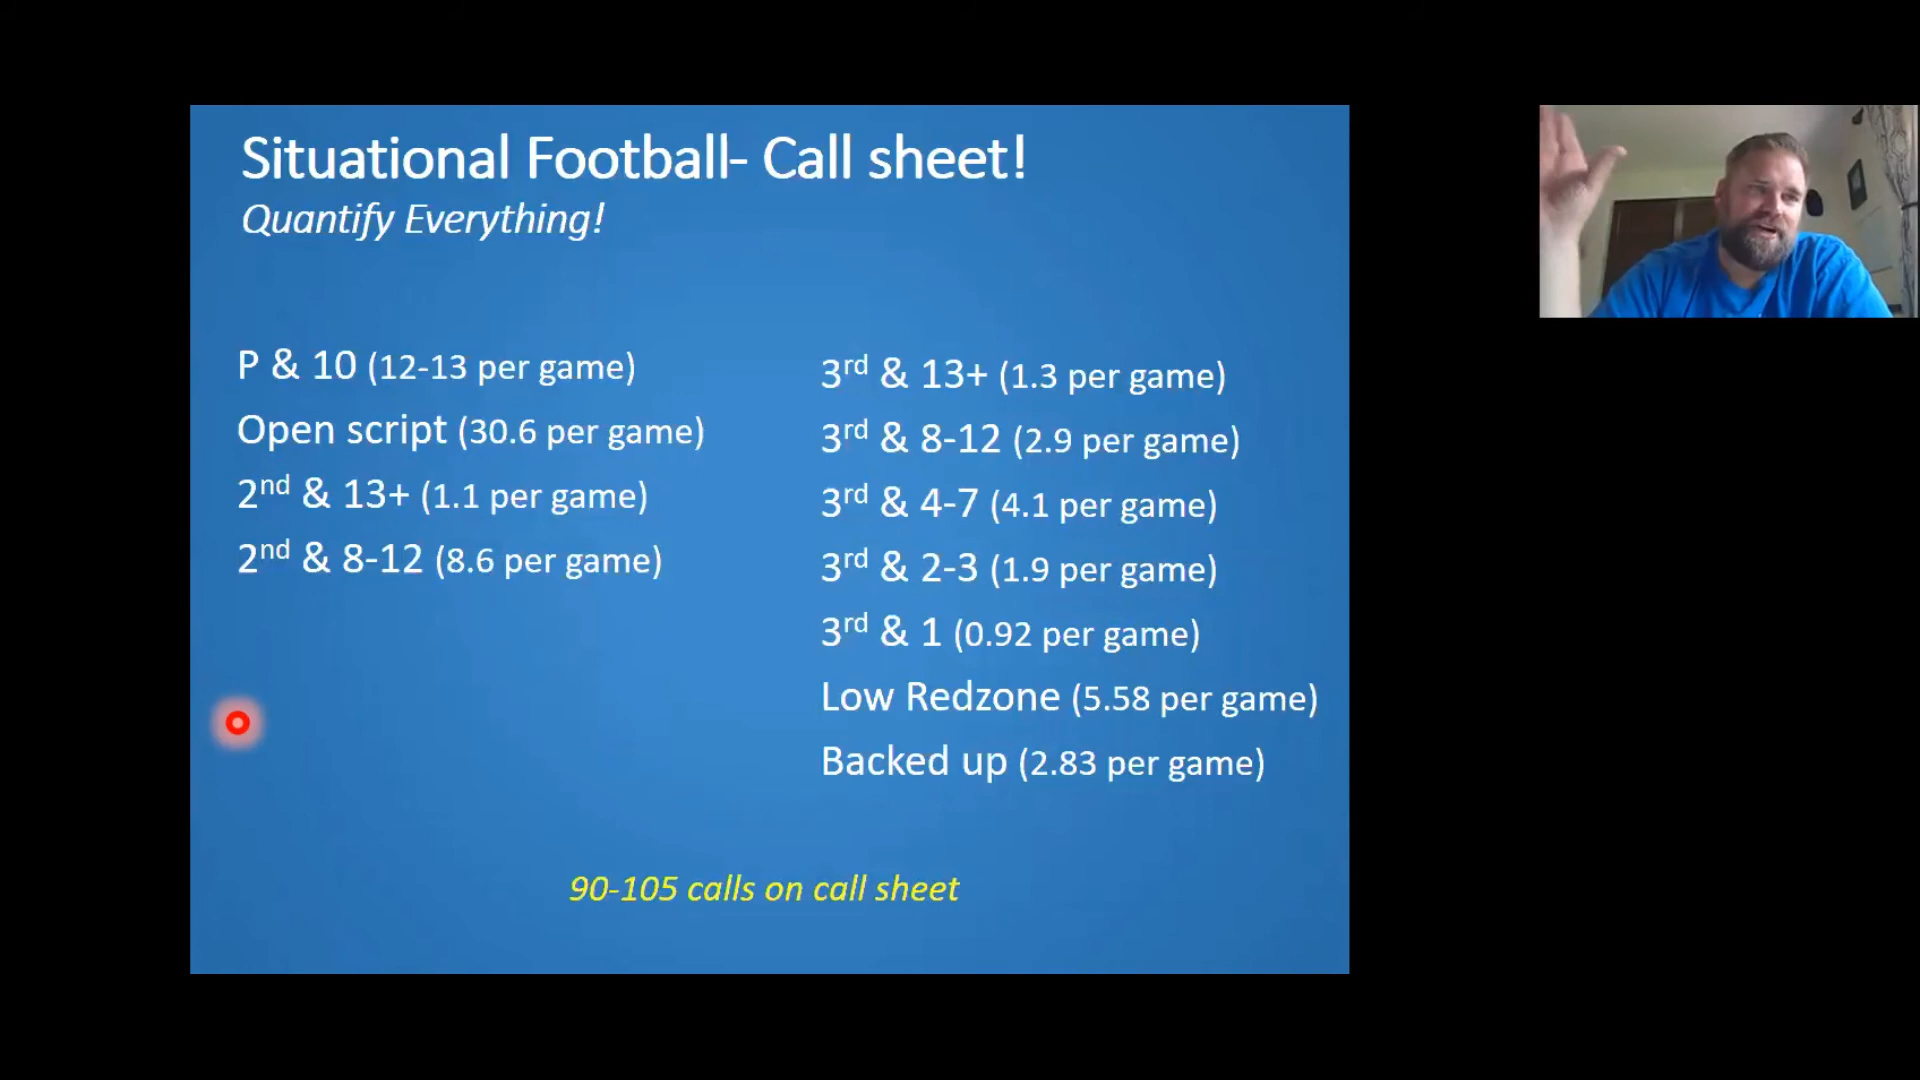 Situational Football- Call sheet!
Quantify Everything!
P & 10 (12-13 per game)
Open script (30.6 per game)
2nd & 13+ (1.1 per game)
2nd & 8-12 (8.6 per game)
3rd & 13+ (1.3 per game)
3rd & 8-12 (2.9 per game)
3rd & 4-7 (4.1 per game)
3rd & 2-3 (1.9 per game)
3rd & 1 (0.92 per game)
Low Redzone (5.58 per game)
Backed up (2.83 per game)
90-105 calls on call sheet